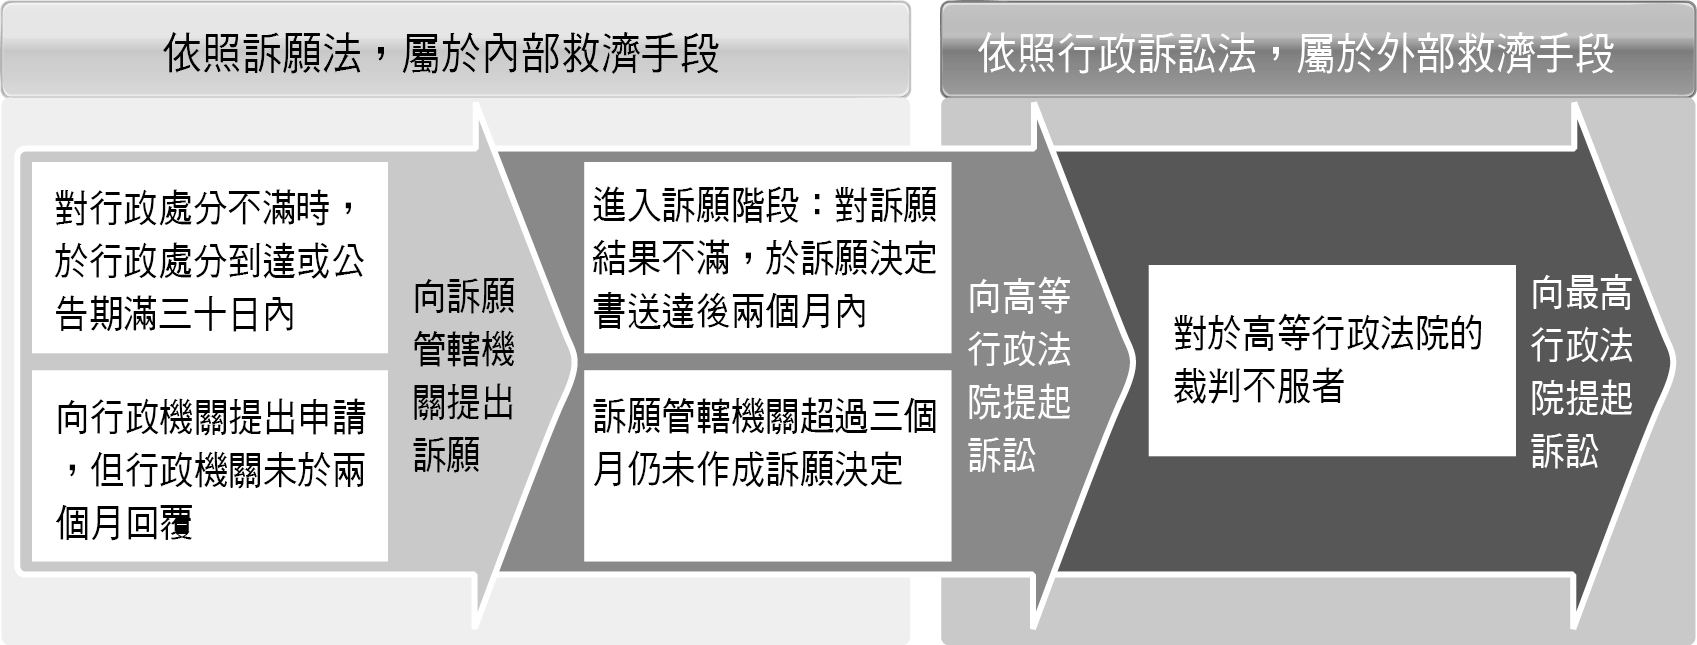 依照訴願法，屬於內部救濟手段
依照行政訴訟法，屬於外部救濟手段
對行政處分不滿時，
於行政處分到達或公
告期滿三十日內
向行政機關提出申請
，但行政機關未於兩
個月回覆
向訴願
管轄機
關提出
訴願
進入訴願階段：對訴願
結果不滿，於訴願決定
書送達後兩個月內
訴願管轄機關超過三個
月仍未作成訴願決定
向高等
行政法
院提起
訴訟
對於高等行政法院的
裁判不服者
向最高
行政法
院提起
訴訟